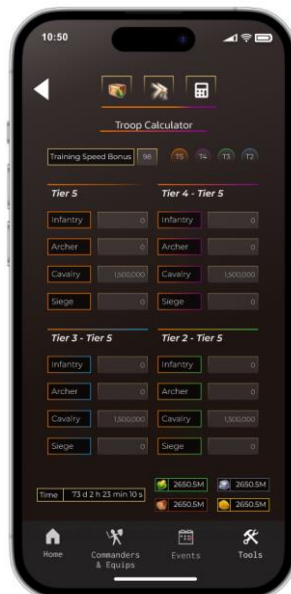 10:50
Troop Calculator
Training Speed Bonus 98 T5 T4 T3 T2
Tier 5 Tier 4 - Tier 5
Infantry 0 Infantry 0
Archer 0 Archer 0
Cavalry 1,500,000 Cavalry 1,500,000
Siege 0 Siege 0
Tier 3 - Tier 5 Tier 2 - Tier 5
Infantry 0 Infantry 0
Archer 0 Archer 0
Cavalry 1,500,000 Cavalry 1,500,000
Siege 0 Siege 0
2650.5M 2650.5M
Time 73 d 2 h 23 min 10 s
2650.5M 2650.5M
Home Commanders & Equips Events Tools